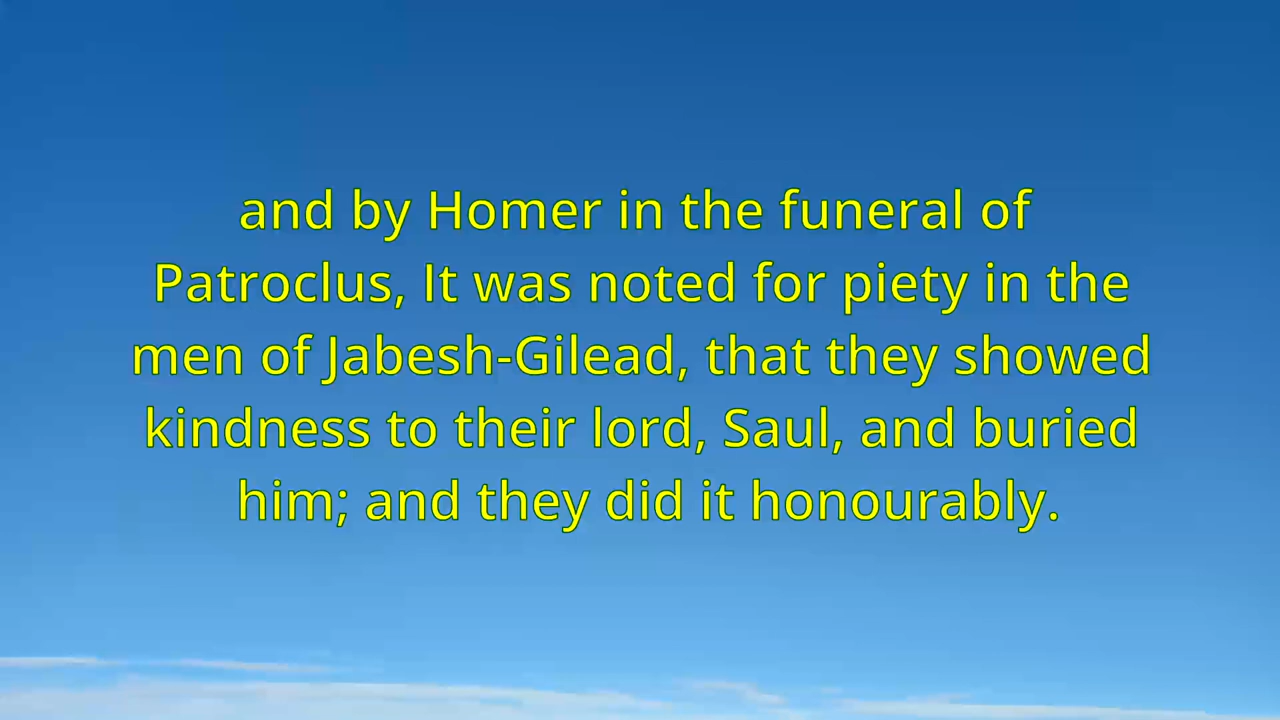 and by Homer in the funeral of
Patroclus, It was noted for piety in the
men of Jabesh-Gilead, that they showed
kindness to their lord, Saul, and buried
him; and they did it honourably.